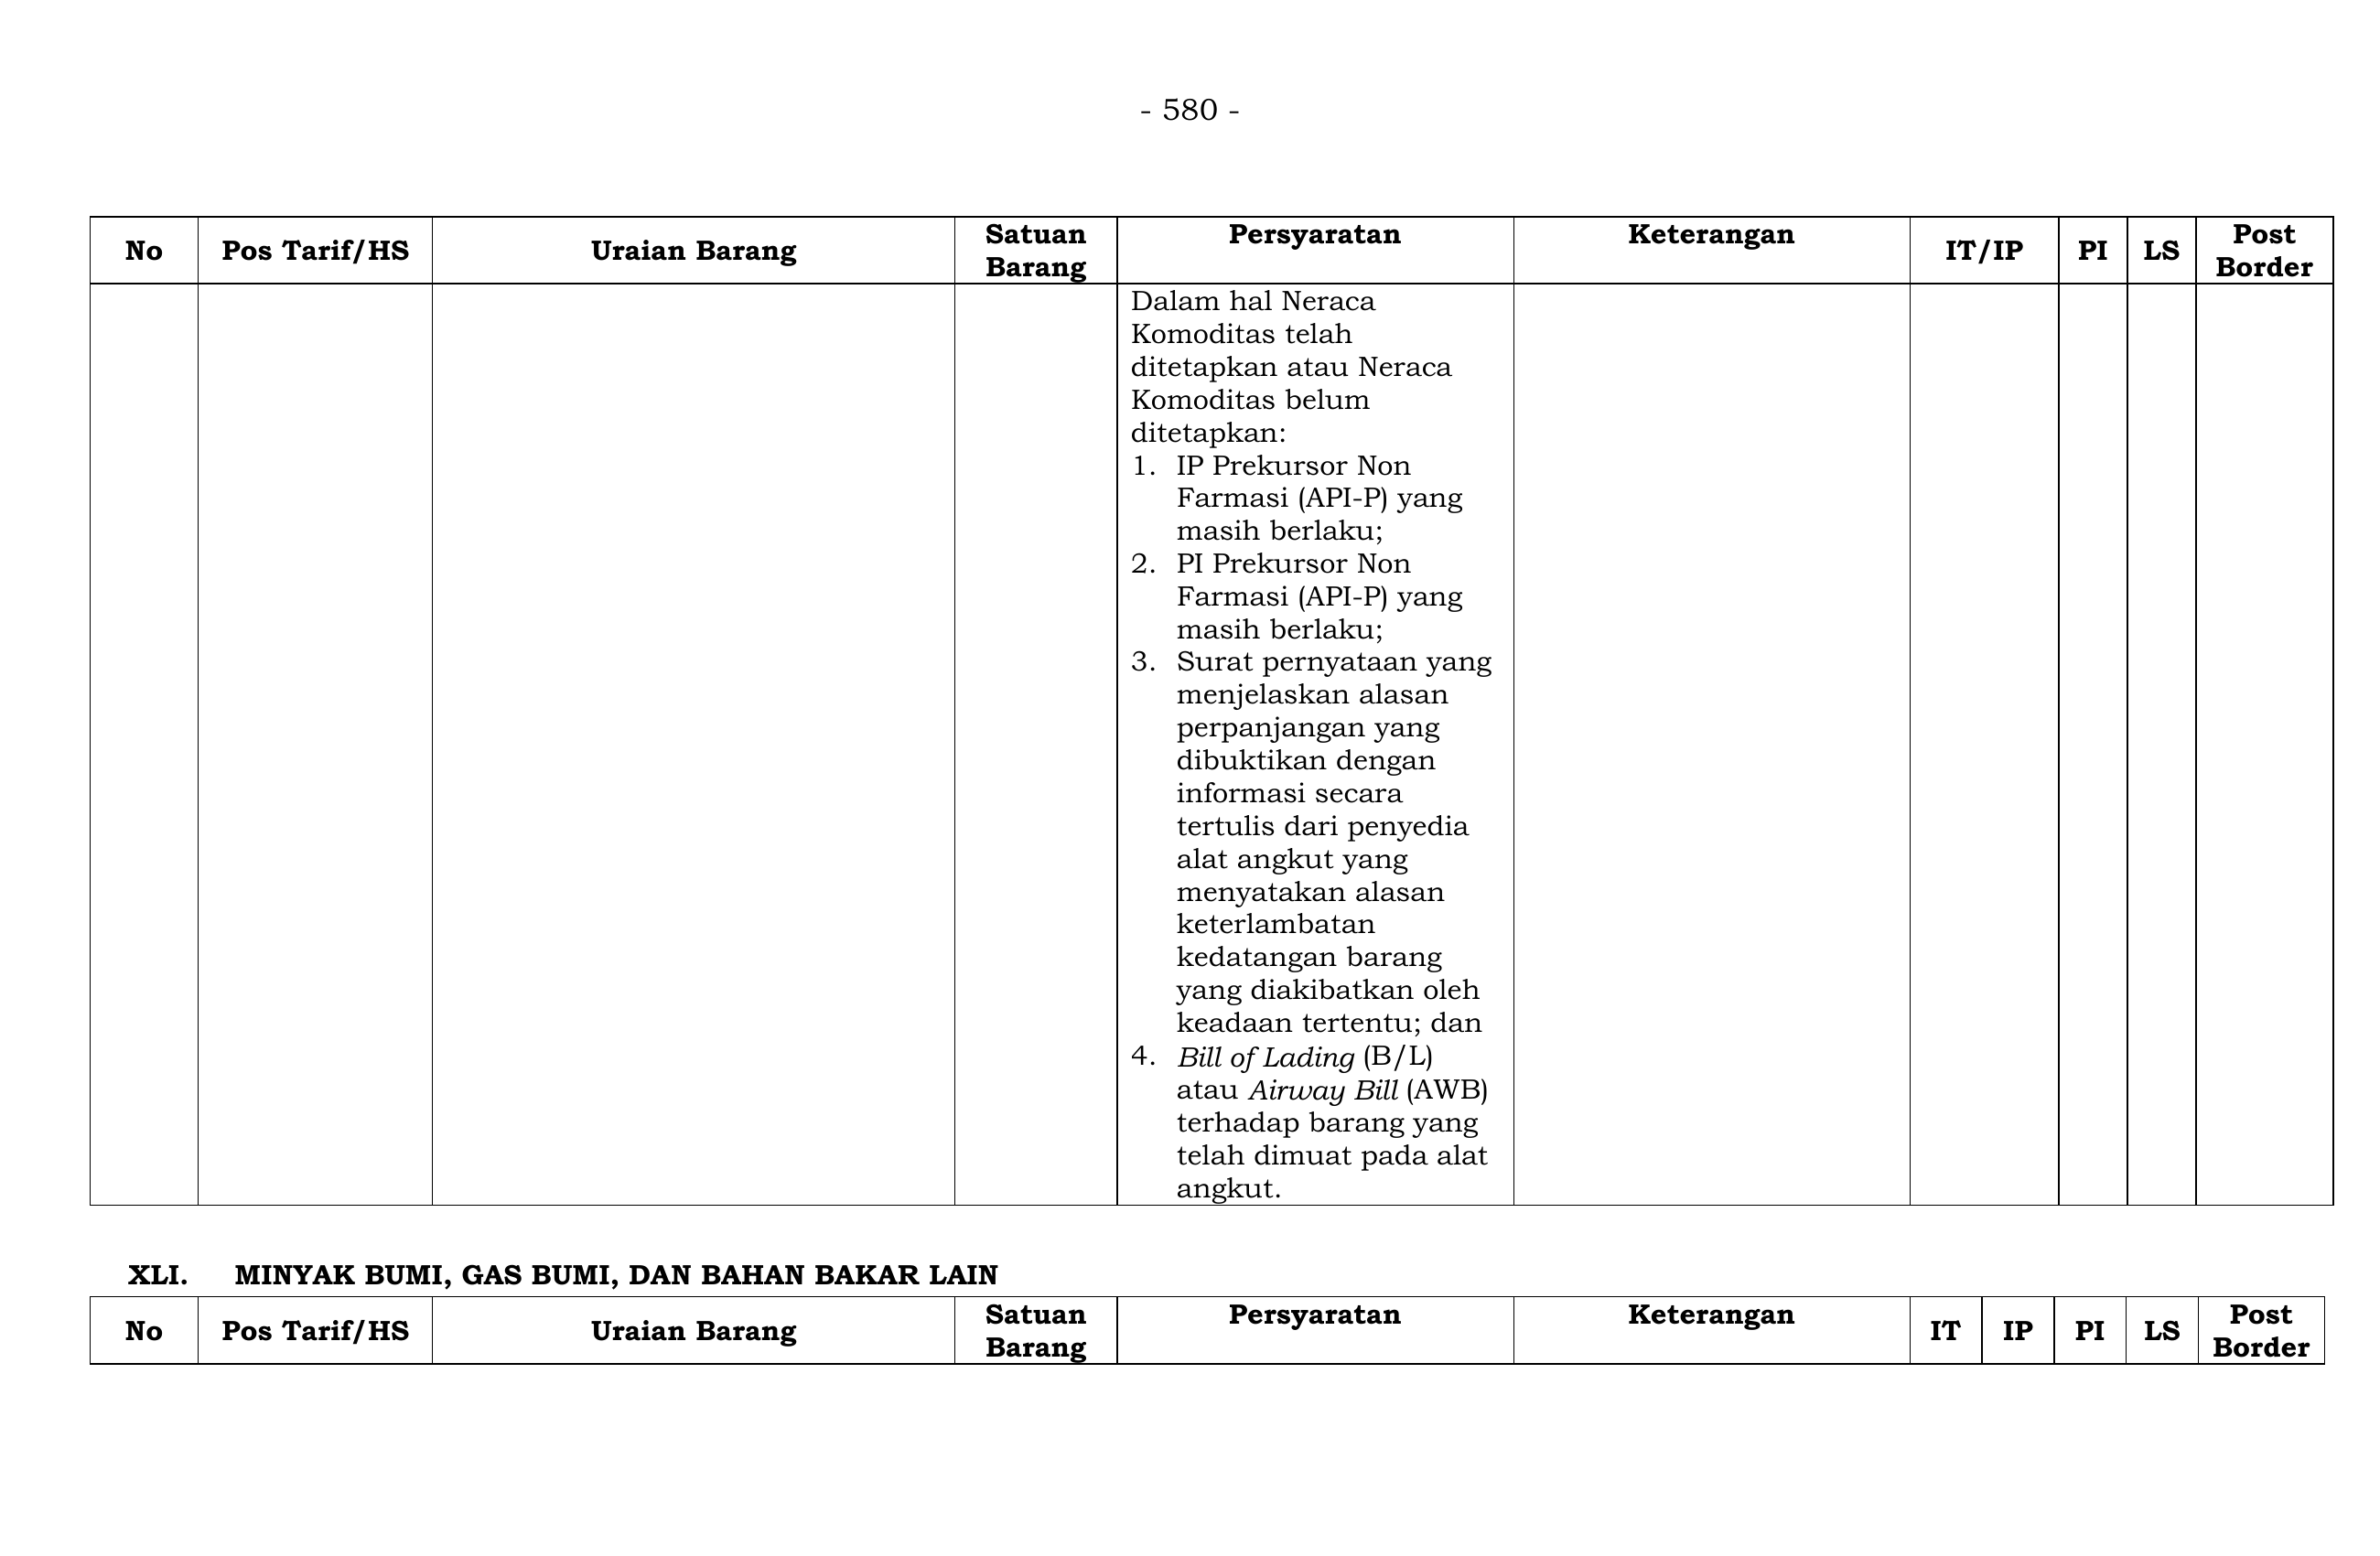 - 580 -
No
Pos Tarif/HS
Uraian Barang
Satuan
Barang
Persyaratan
Keterangan
IT/IP
PI
LS
Post
Border
Dalam hal Neraca
Komoditas telah
ditetapkan atau Neraca
Komoditas belum
ditetapkan:
1. IP Prekursor Non
Farmasi (API-P) yang
masih berlaku;
2. PI Prekursor Non
Farmasi (API-P) yang
masih berlaku;
3. Surat pernyataan yang
menjelaskan alasan
perpanjangan yang
dibuktikan dengan
informasi secara
tertulis dari penyedia
alat angkut yang
menyatakan alasan
keterlambatan
kedatangan barang
yang diakibatkan oleh
keadaan tertentu; dan
4. Bill of Lading (B/L)
atau Airway Bill (AWB)
terhadap barang yang
telah dimuat pada alat
angkut.
XLI. MINYAK BUMI, GAS BUMI, DAN BAHAN BAKAR LAIN
No
Pos Tarif/HS
Uraian Barang
Satuan
Barang
Persyaratan
Keterangan
IT
IP
PI
LS
Post
Border